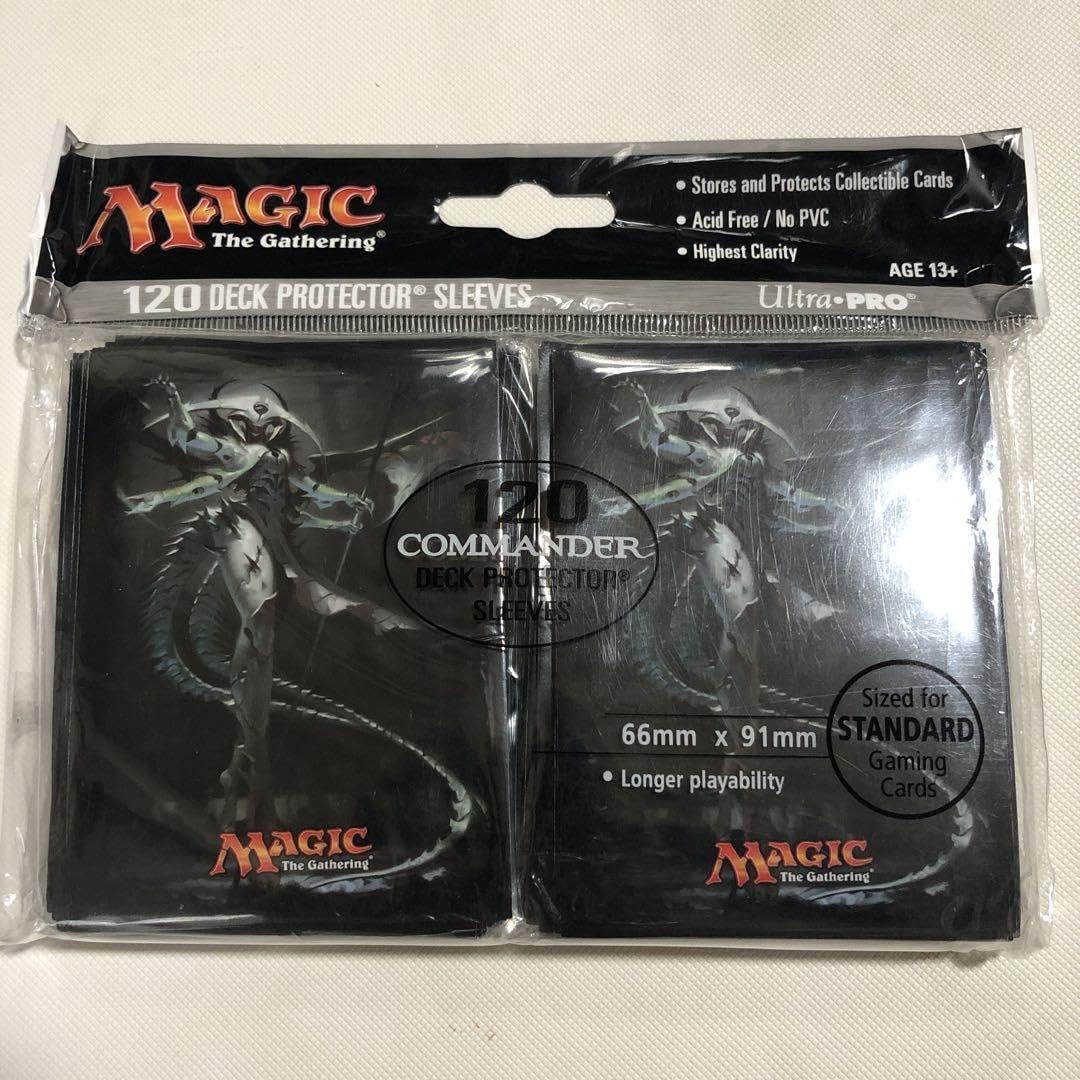 MAGIC
The Gathering®
• Stores and Protects Collectible Cards
• Acid Free / No PVC
• Highest Clarity
AGE 13+
120 DECK PROTECTOR® SLEEVES
Ultra•PRO®
120
COMMANDER
DECK PROTECTOR®
SLEEVES
66mm x 91mm
• Longer playability
Sized for
STANDARD
Gaming
Cards
MAGIC
The Gathering®
MAGIC
The Gathering®